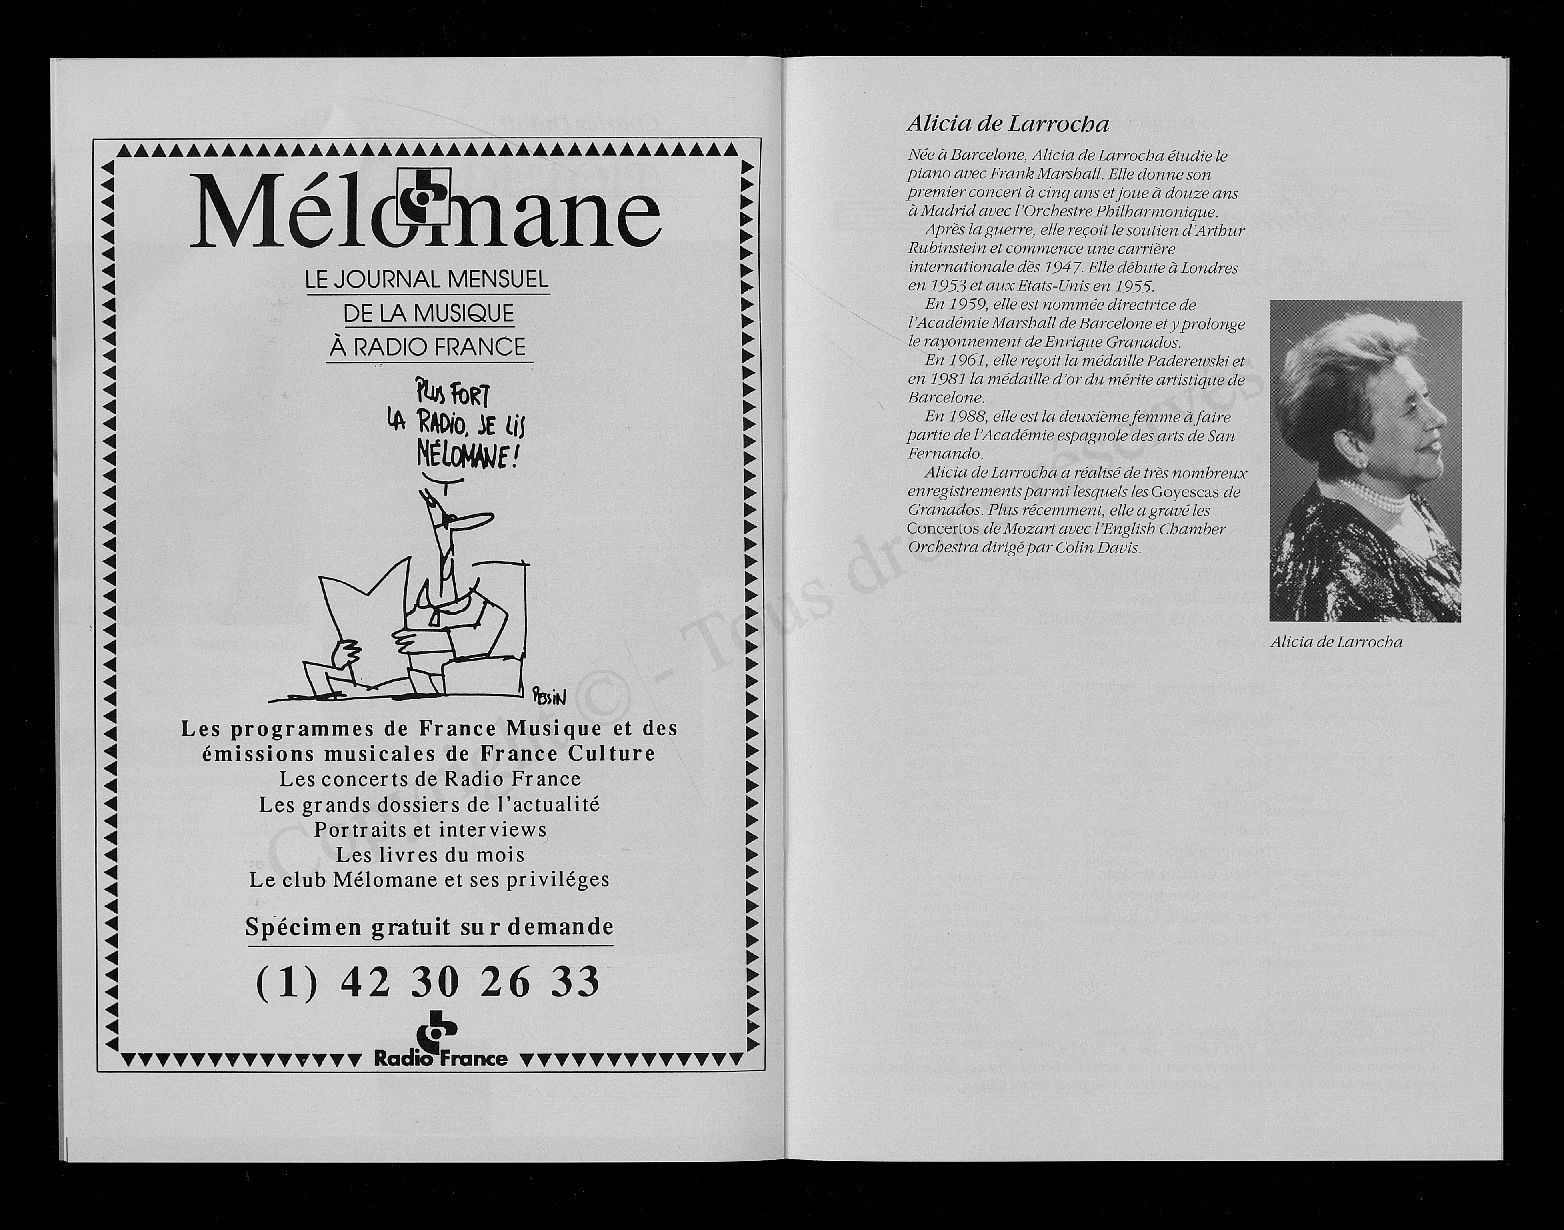 Mélomane
LE JOURNAL MENSUEL
DE LA MUSIQUE
À RADIO FRANCE
PLUS FORT
LA RADIO, JE LIS
MÉLOMANE!
PESSIN
Les programmes de France Musique et des
émissions musicales de France Culture
Les concerts de Radio France
Les grands dossiers de l'actualité
Portraits et interviews
Les livres du mois
Le club Mélomane et ses priviléges
Spécimen gratuit sur demande
(1) 42 30 26 33
Radio France
Alicia de Larrocha
Née à Barcelone, Alicia de Larrocha étudie le
piano avec Frank Marshall. Elle donne son
premier concert à cinq ans et joue à douze ans
à Madrid avec l'Orchestre Philharmonique.
Après la guerre, elle reçoit le soutien d'Arthur
Rubinstein et commence une carrière
internationale dès 1947. Elle débute à Londres
en 1953 et aux Etats-Unis en 1955.
En 1959, elle est nommée directrice de
l'Académie Marshall de Barcelone et y prolonge
le rayonnement de Enrique Granados.
En 1961, elle reçoit la médaille Paderewski et
en 1981 la médaille d'or du mérite artistique de
Barcelone.
En 1988, elle est la deuxième femme à faire
partie de l'Académie espagnole des arts de San
Fernando.
Alicia de Larrocha a réalisé de très nombreux
enregistrements parmi lesquels les Goyescas de
Granados. Plus récemment, elle a gravé les
Concertos de Mozart avec l'English Chamber
Orchestra dirigé par Colin Davis.
Alicia de Larrocha
Copyright © - Tous droits réservés